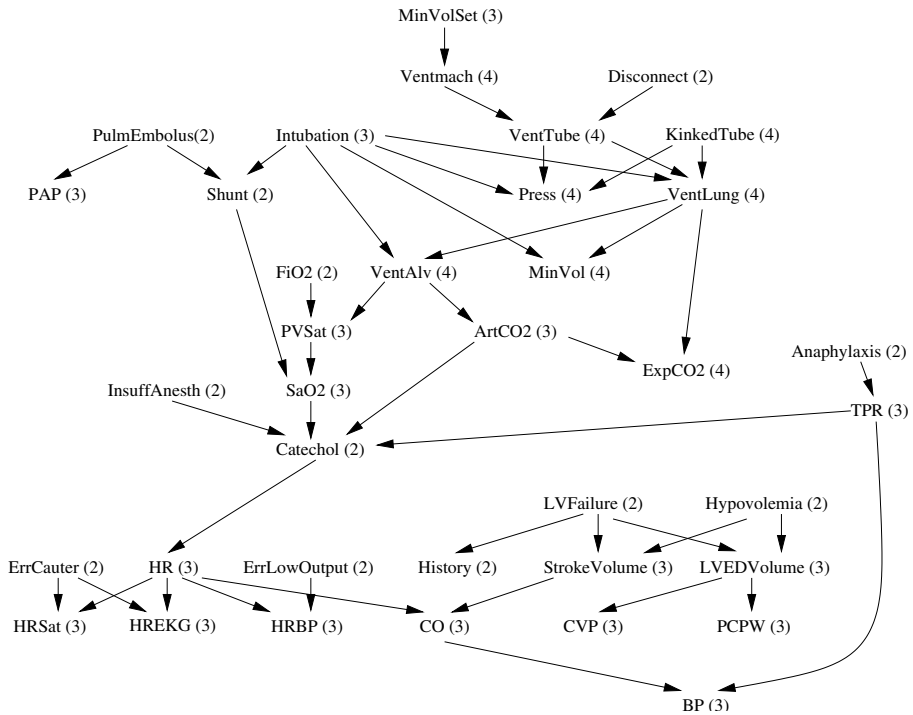 MinVolSet (3)
Ventmach (4)
Disconnect (2)
PulmEmbolus(2)
Intubation (3)
VentTube (4)
KinkedTube (4)
PAP (3)
Shunt (2)
Press (4)
VentLung (4)
FiO2 (2)
VentAlv (4)
MinVol (4)
PVSat (3)
ArtCO2 (3)
Anaphylaxis (2)
ExpCO2 (4)
InsuffAnesth (2)
SaO2 (3)
TPR (3)
Catechol (2)
LVFailure (2)
Hypovolemia (2)
ErrCauter (2)
HR (3)
ErrLowOutput (2)
History (2)
StrokeVolume (3)
LVEDVolume (3)
HRSat (3)
HREKG (3)
HRBP (3)
CO (3)
CVP (3)
PCPW (3)
BP (3)